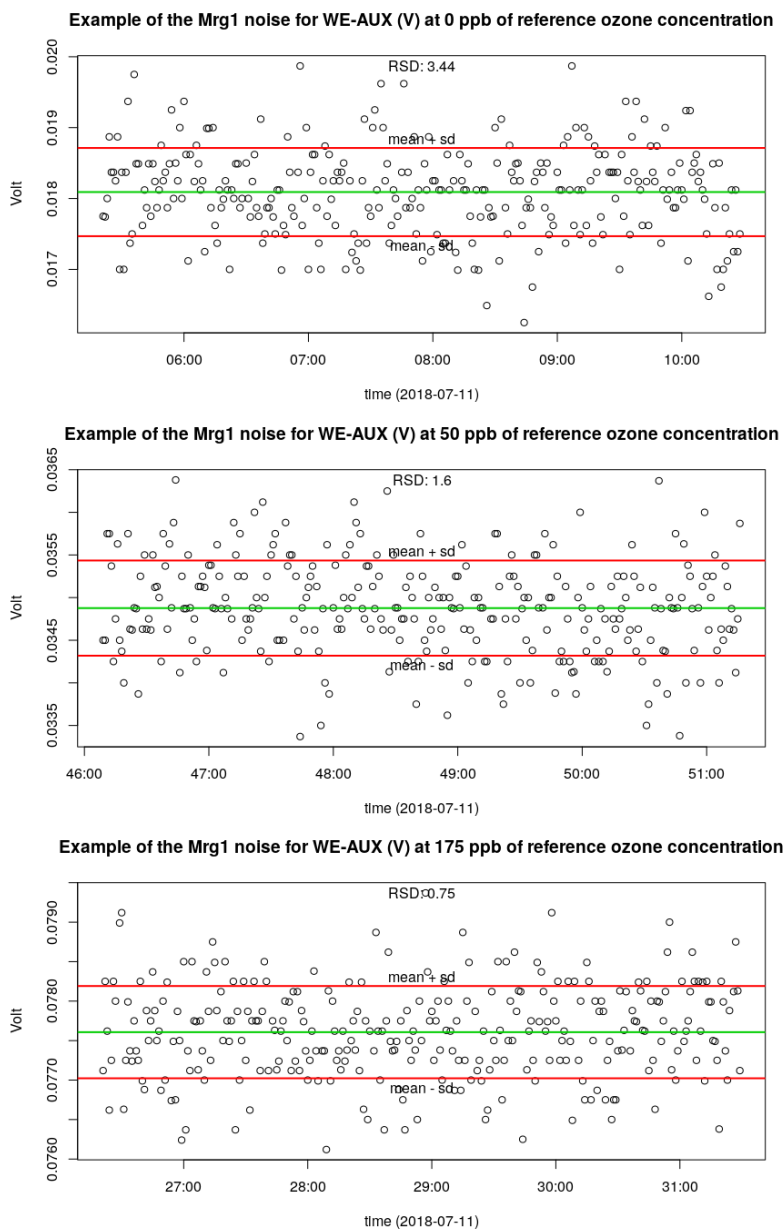 Example of the Mrg1 noise for WE-AUX (V) at 0 ppb of reference ozone concentration
0.020
RSD: 3.44
0.019
mean + sd
Volt
0.018
mean - sd
0.017
06:00 07:00 08:00 09:00 10:00
time (2018-07-11)
Example of the Mrg1 noise for WE-AUX (V) at 50 ppb of reference ozone concentration
0.0365
RSD: 1.6
0.0355
mean + sd
Volt
0.0345
mean - sd
0.0335
46:00 47:00 48:00 49:00 50:00 51:00
time (2018-07-11)
Example of the Mrg1 noise for WE-AUX (V) at 175 ppb of reference ozone concentration
RSD: 0.75
0.0790
mean + sd
0.0780
Volt
0.0770
mean - sd
0.0760
27:00 28:00 29:00 30:00 31:00
time (2018-07-11)